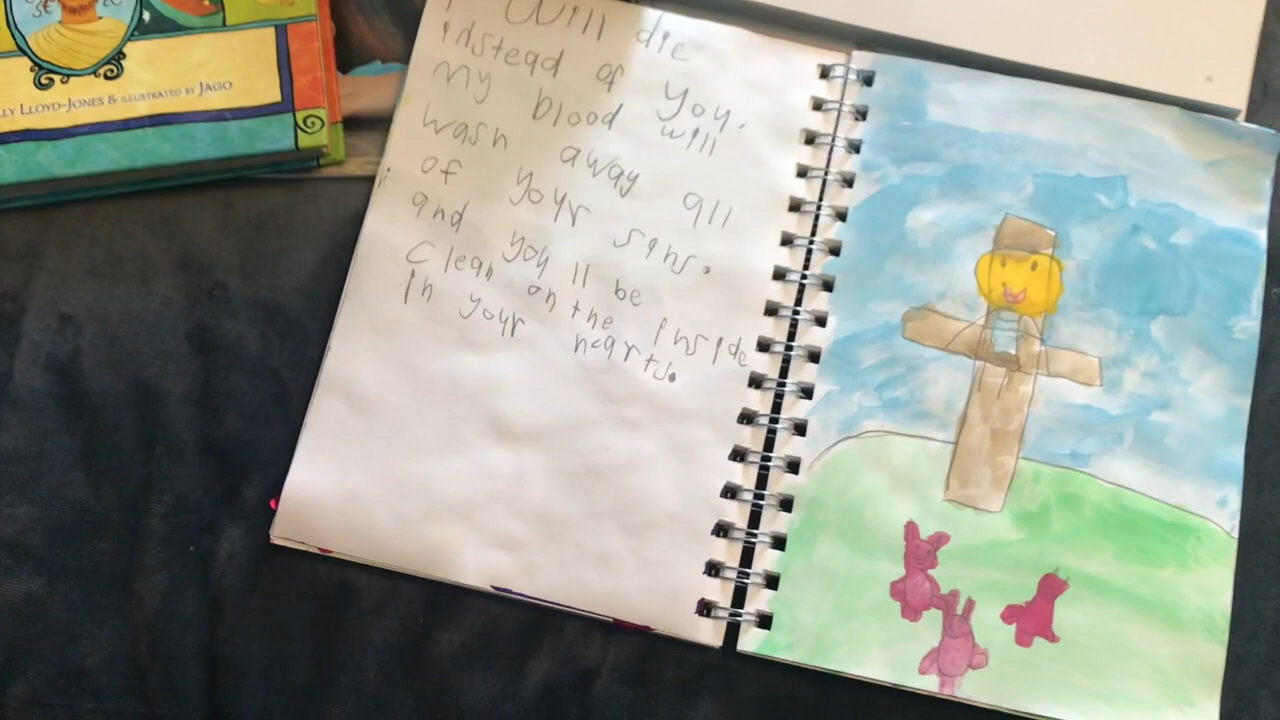 LY LLOYD-JONES & ILLUSTRATED BY JAGO
I Will die
instead of you.
My blood will
wash away all
of your sins.
and you ll be
Clean on the inside
In your hearts.